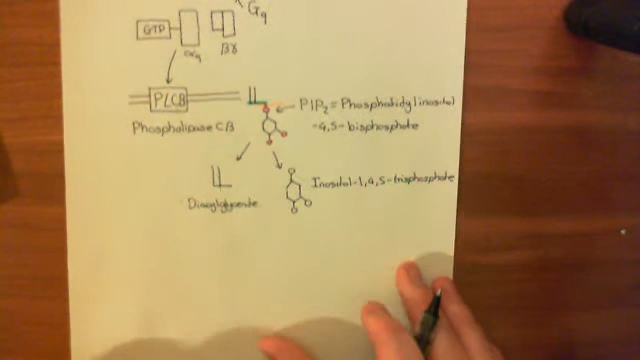 Gq
GTP
αq
βγ
PLCβ
PIP2 = Phosphatidylinositol
-4,5-bisphosphate
Phospholipase Cβ
Inositol-1,4,5-trisphosphate
Diacylglyceride